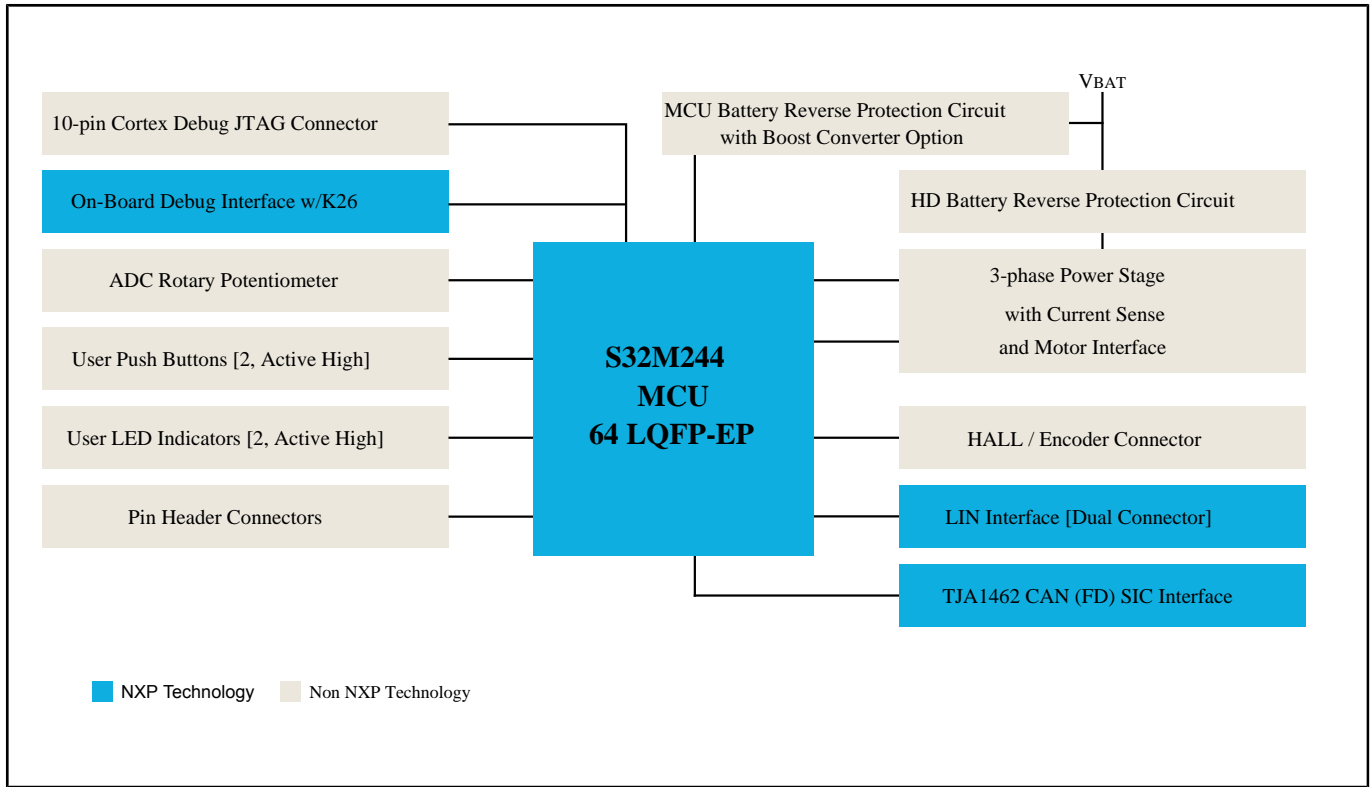 VBAT
10-pin Cortex Debug JTAG Connector
MCU Battery Reverse Protection Circuit
with Boost Converter Option
On-Board Debug Interface w/K26
HD Battery Reverse Protection Circuit
ADC Rotary Potentiometer
3-phase Power Stage
with Current Sense
and Motor Interface
User Push Buttons [2, Active High]
S32M244
MCU
64 LQFP-EP
User LED Indicators [2, Active High]
HALL / Encoder Connector
Pin Header Connectors
LIN Interface [Dual Connector]
TJA1462 CAN (FD) SIC Interface
NXP Technology
Non NXP Technology